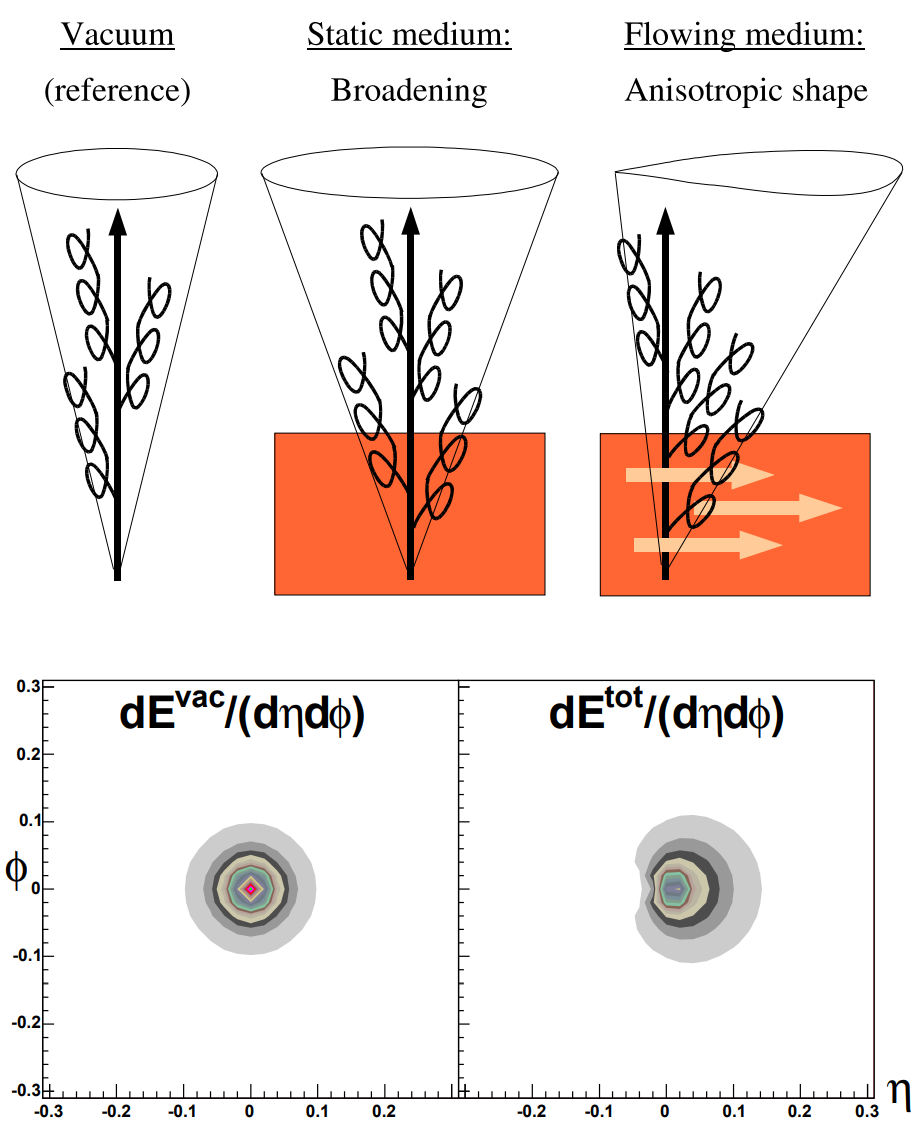 Vacuum
(reference)
Static medium:
Broadening
Flowing medium:
Anisotropic shape
dE^vac/(dηdϕ)
dE^tot/(dηdϕ)
0.3
0.2
0.1
ϕ
0
-0.1
-0.2
-0.3
-0.3 -0.2 -0.1 0 0.1 0.2
-0.2 -0.1 0 0.1 0.2 0.3
η